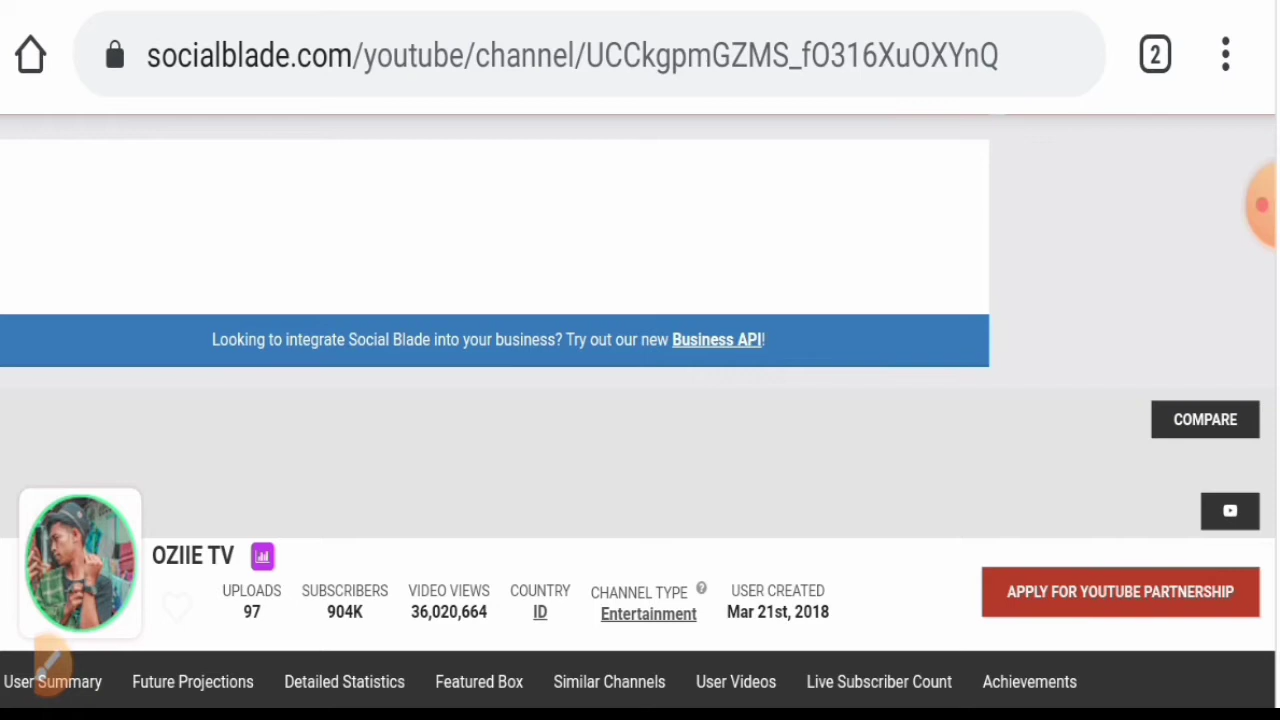 socialblade.com/youtube/channel/UCCkgpmGZMS_fO316XuOXYnQ
2
Looking to integrate Social Blade into your business? Try out our new Business API!
COMPARE
OZIIE TV
UPLOADS SUBSCRIBERS VIDEO VIEWS COUNTRY CHANNEL TYPE ? USER CREATED
97 904K 36,020,664 ID Entertainment Mar 21st, 2018
APPLY FOR YOUTUBE PARTNERSHIP
User Summary Future Projections Detailed Statistics Featured Box Similar Channels User Videos Live Subscriber Count Achievements